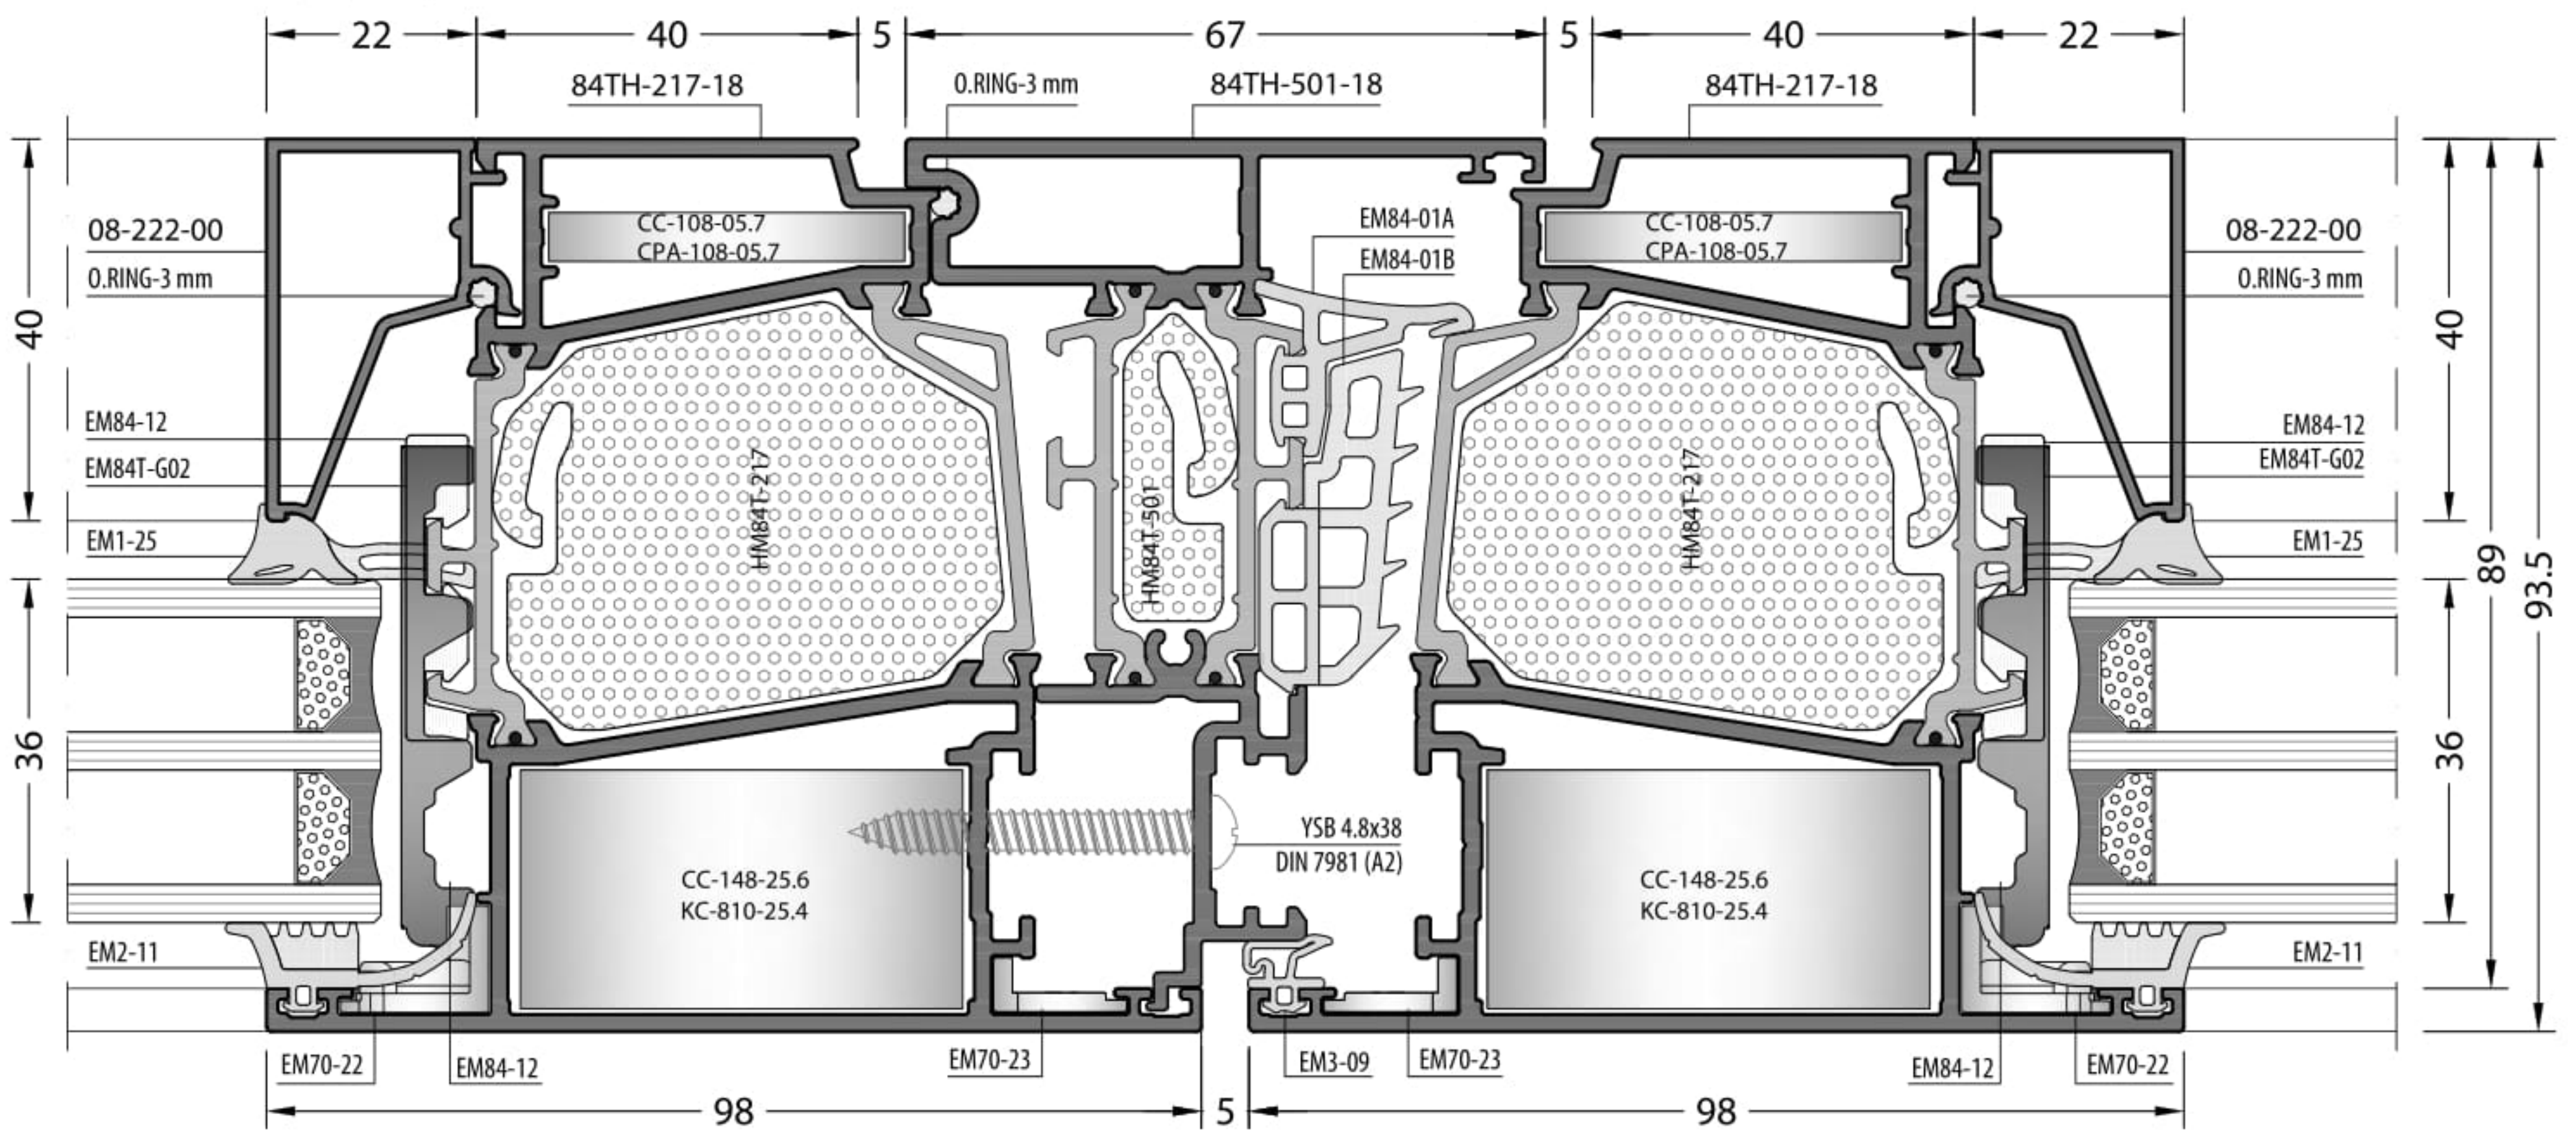 22
40
5
67
5
40
22
84TH-217-18
O.RING-3 mm
84TH-501-18
84TH-217-18
08-222-00
O.RING-3 mm
40
CC-108-05.7
CPA-108-05.7
EM84-01A
EM84-01B
CC-108-05.7
CPA-108-05.7
08-222-00
O.RING-3 mm
40
EM84-12
EM84T-G02
EM1-25
HM84T-217
HM84T-501
HM84T-217
EM84-12
EM84T-G02
EM1-25
89
93.5
36
36
YSB 4.8x38
DIN 7981 (A2)
CC-148-25.6
KC-810-25.4
CC-148-25.6
KC-810-25.4
EM2-11
EM2-11
EM70-22
EM84-12
EM70-23
EM3-09
EM70-23
EM84-12
EM70-22
98
5
98